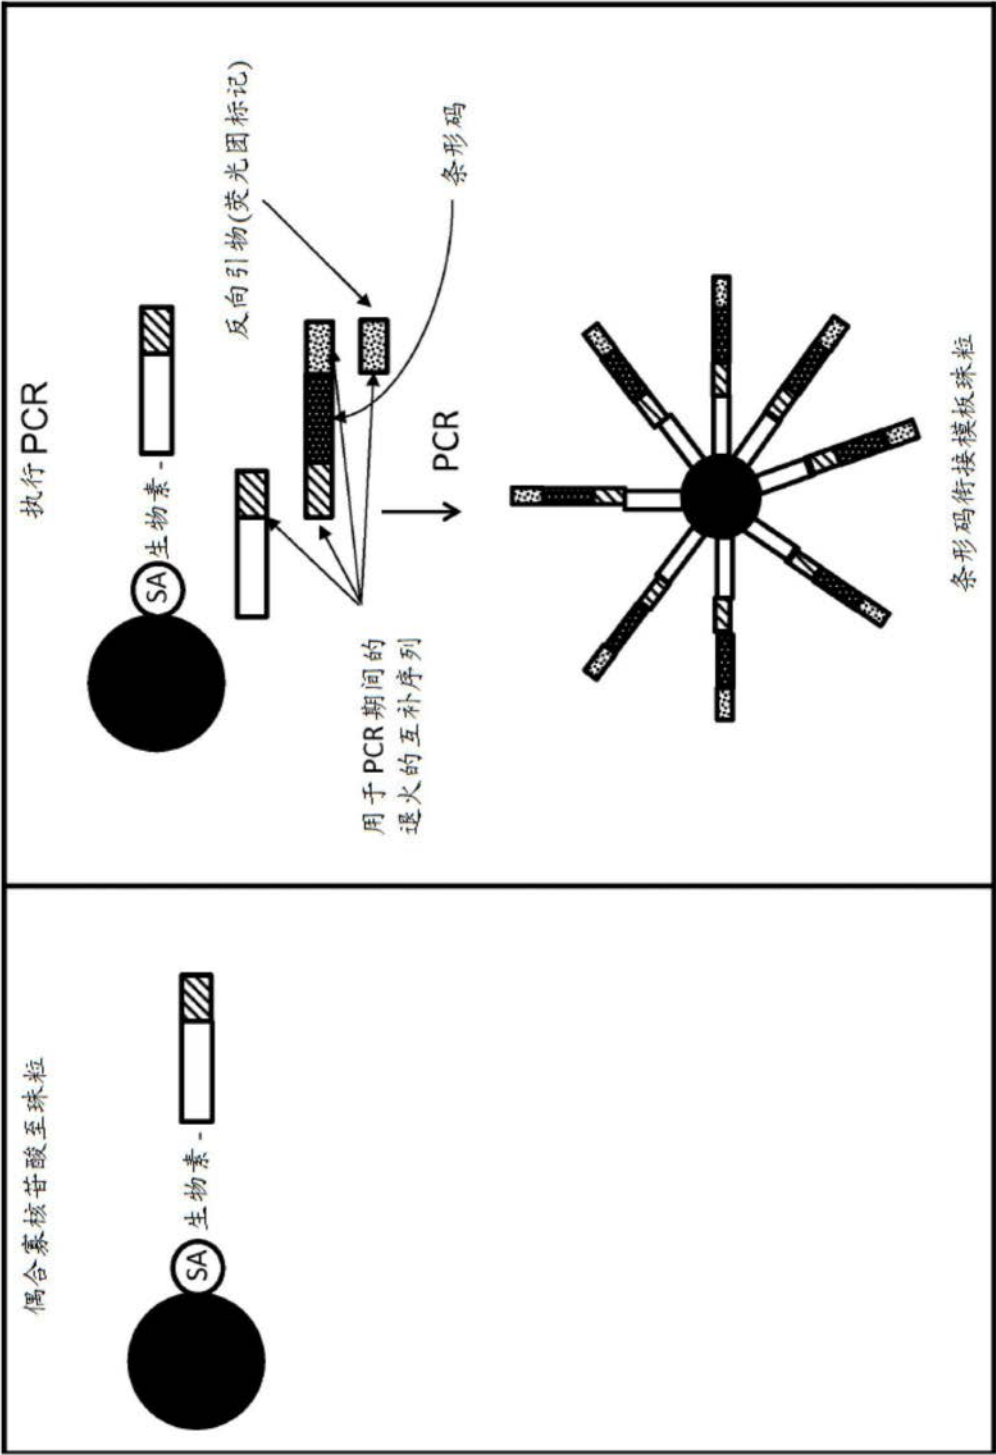 偶合寡核苷酸至珠粒
SA
生物素-
执行PCR
SA
生物素-
反向引物(荧光团标记)
条形码
用于PCR期间的
退火的互补序列
PCR
条形码衔接模板珠粒